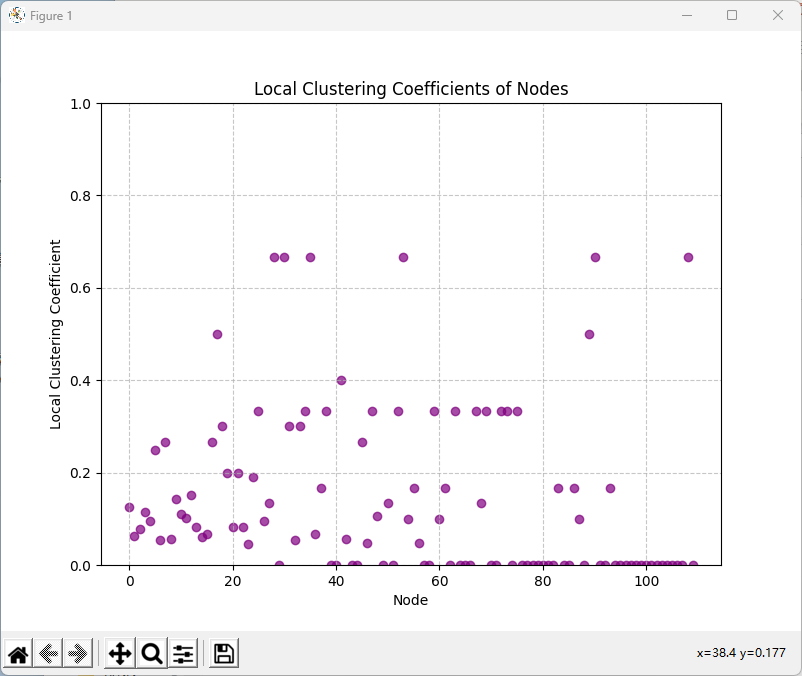 Figure 1
Local Clustering Coefficients of Nodes
1.0
0.8
0.6
0.4
0.2
0.0
Local Clustering Coefficient
0 20 40 60 80 100
Node
x=38.4 y=0.177